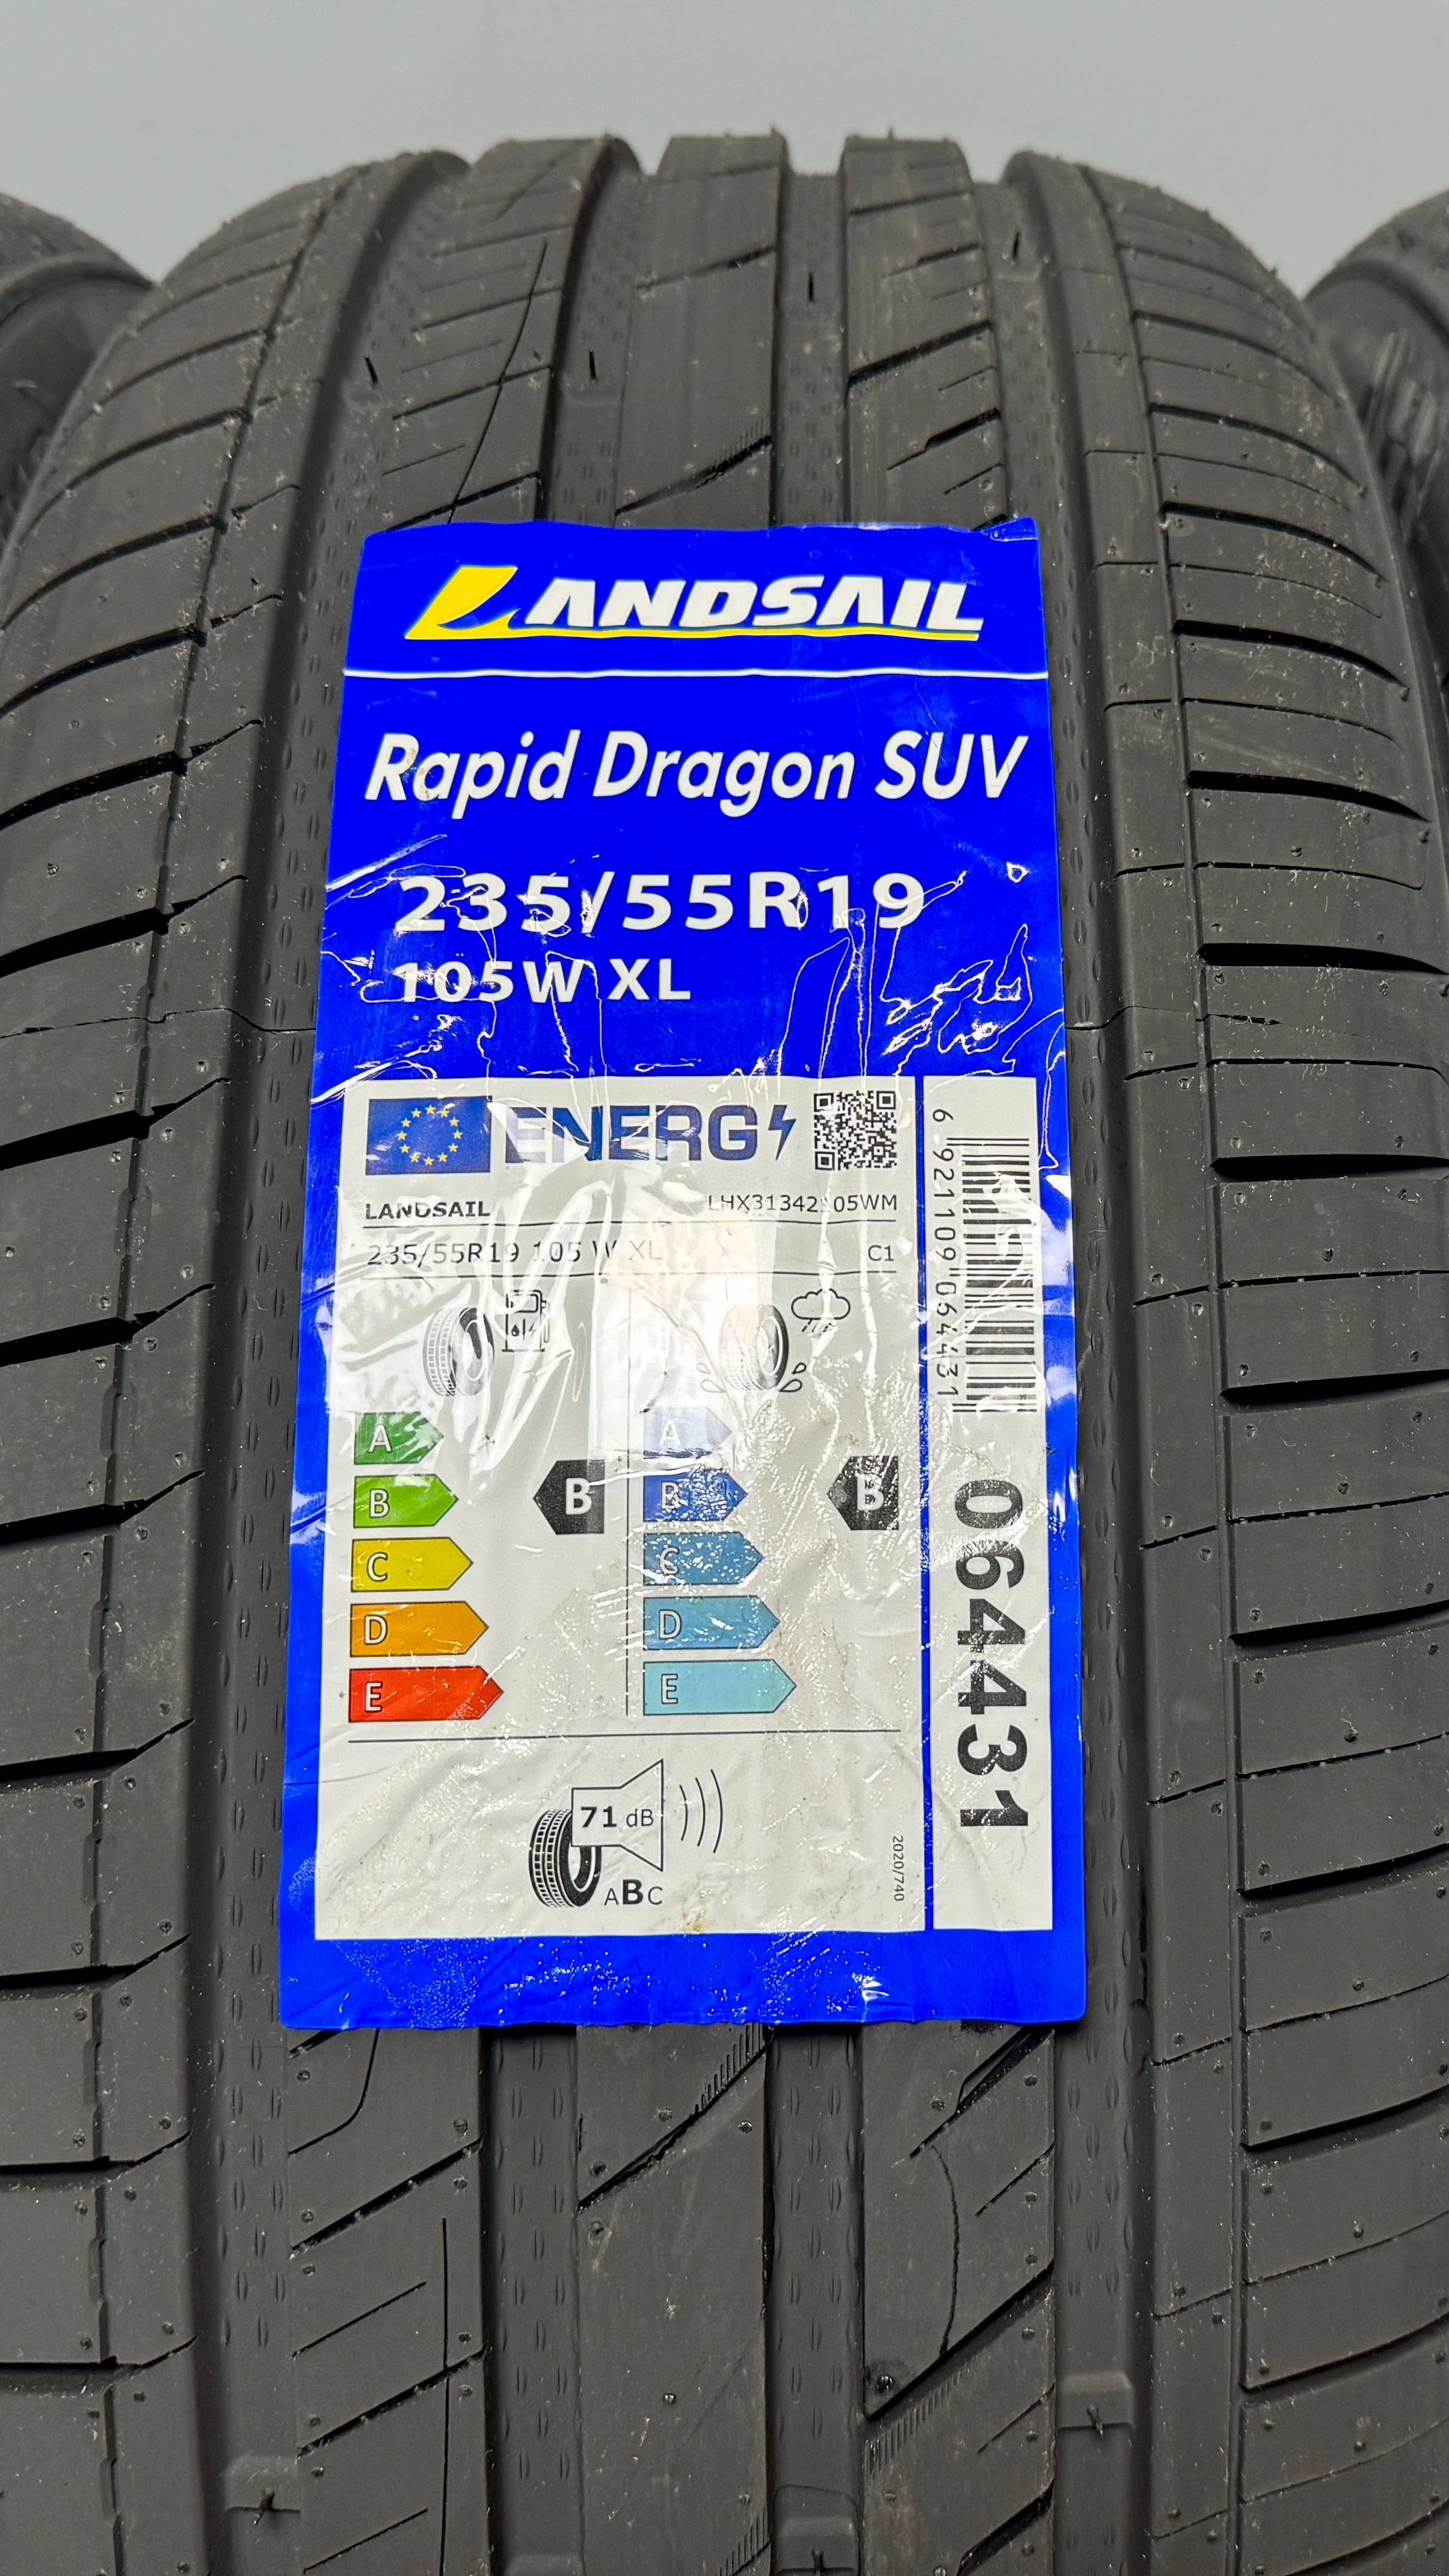 LANDSAIL
Rapid Dragon SUV
235/55R19
105W XL
ENERG
LANDSAIL
235/55R19 105 W XL C1
A
B
C
D
E
B
A
B
C
D
E
B
71 dB
ABC
2020/740
6 921109 064431
064431